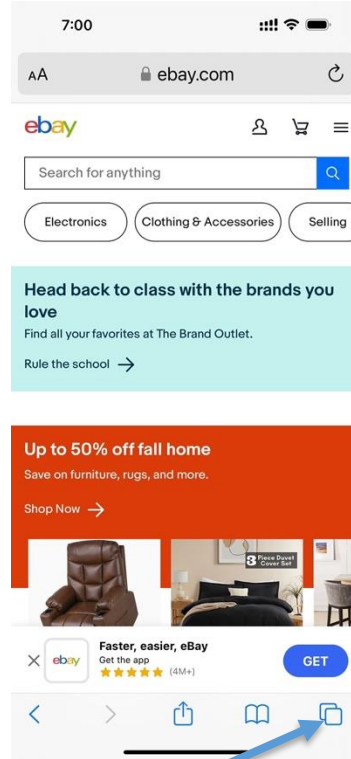 7:00
AA ebay.com
ebay
Search for anything
Electronics Clothing & Accessories Selling
Head back to class with the brands you
love
Find all your favorites at The Brand Outlet.
Rule the school →
Up to 50% off fall home
Save on furniture, rugs, and more.
Shop Now →
3 Piece Duvet
Cover Set
Faster, easier, eBay
ebay Get the app GET
(4M+)